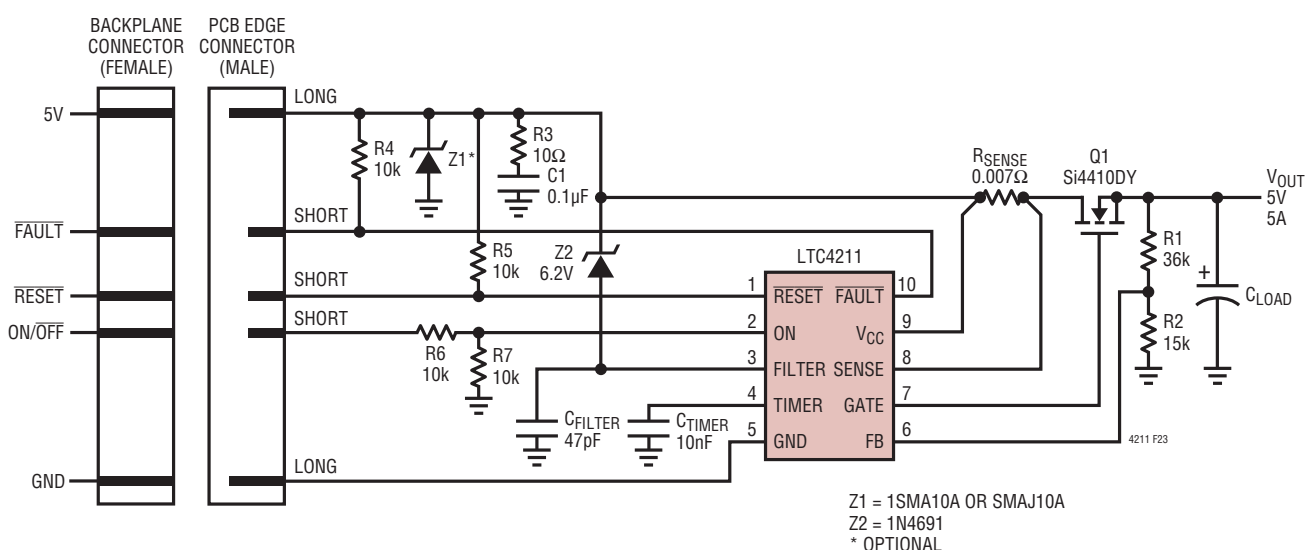 BACKPLANE
CONNECTOR
(FEMALE)
PCB EDGE
CONNECTOR
(MALE)
LONG
5V
R4
10k
Z1*
R3
10Ω
C1
0.1µF
RSENSE
0.007Ω
Q1
Si4410DY
VOUT
5V
5A
SHORT
FAULT
R5
10k
Z2
6.2V
LTC4211
R1
36k
SHORT
RESET
1
RESET
FAULT
10
+
CLOAD
SHORT
ON/OFF
R6
10k
R7
10k
2
ON
VCC
9
R2
15k
3
FILTER
SENSE
8
4
TIMER
GATE
7
CFILTER
47pF
CTIMER
10nF
5
GND
FB
6
4211 F23
LONG
GND
Z1 = 1SMA10A OR SMAJ10A
Z2 = 1N4691
* OPTIONAL